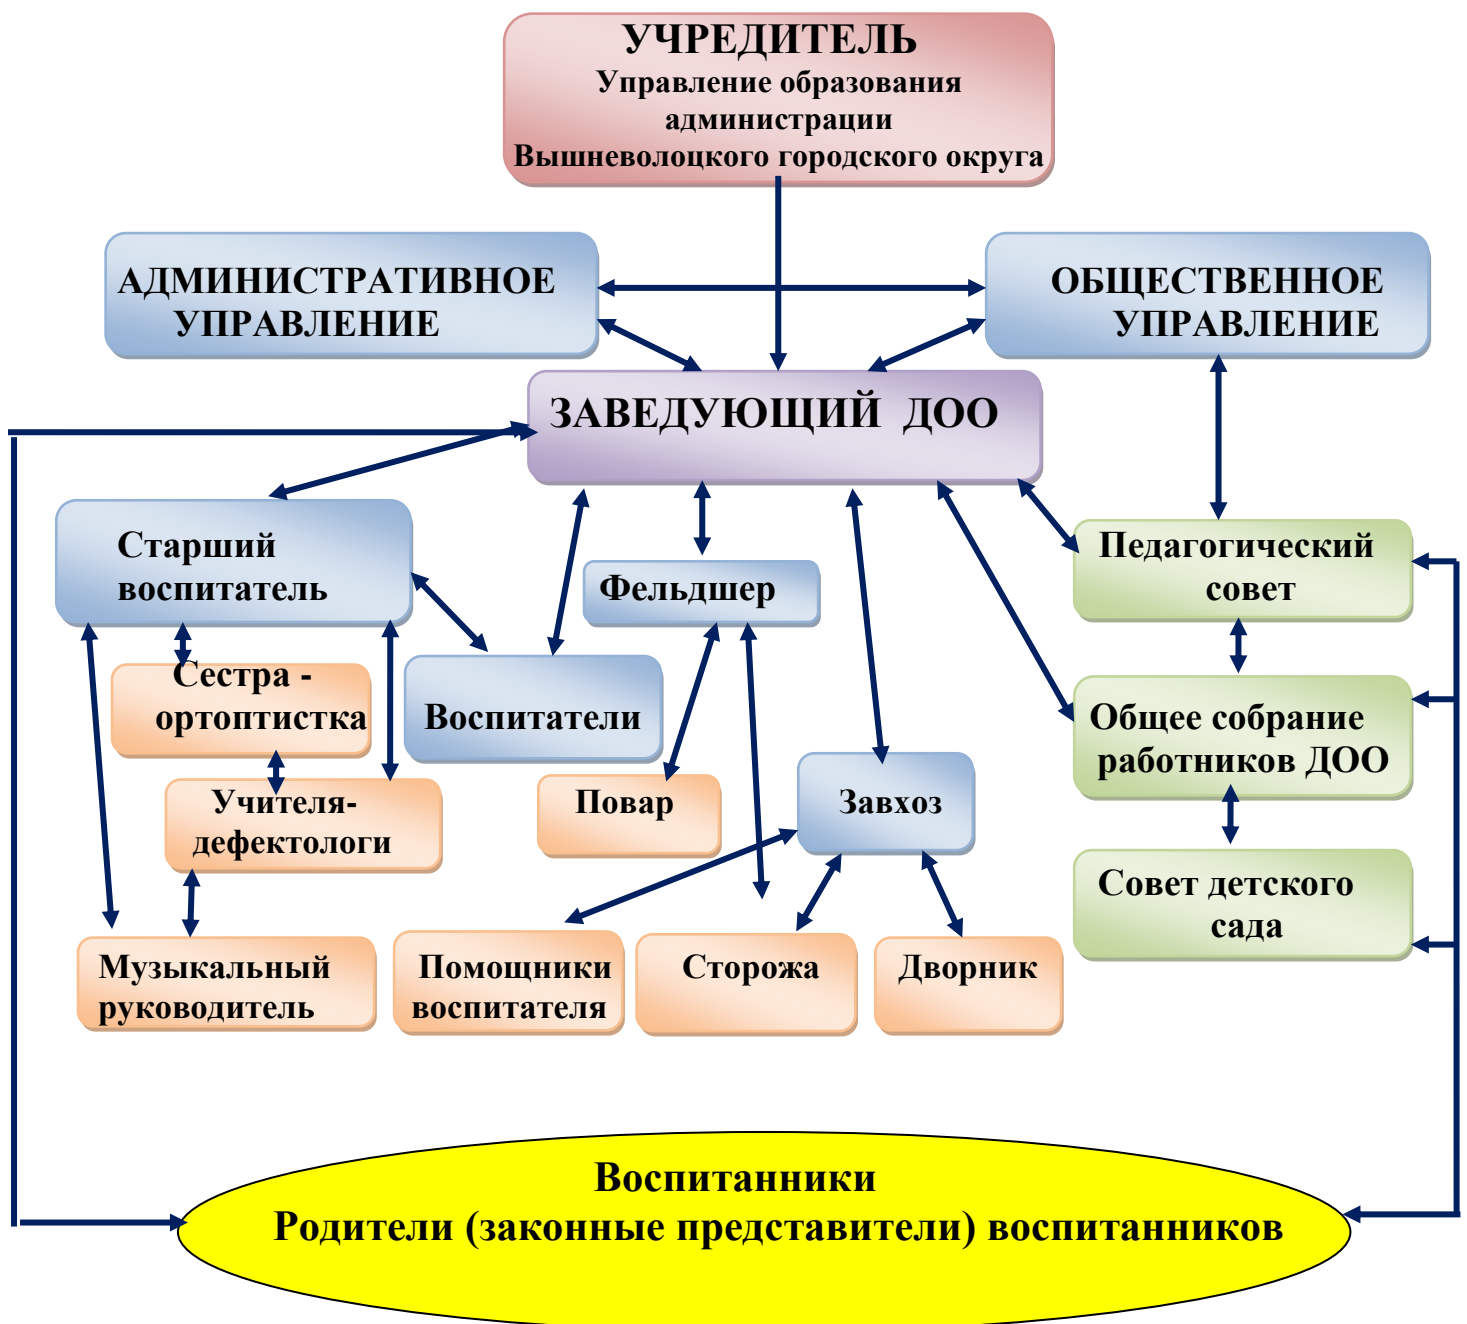 УЧРЕДИТЕЛЬ
Управление образования
администрации
Вышневолоцкого городского округа
АДМИНИСТРАТИВНОЕ
УПРАВЛЕНИЕ
ОБЩЕСТВЕННОЕ
УПРАВЛЕНИЕ
ЗАВЕДУЮЩИЙ ДОО
Старший
воспитатель
Фельдшер
Педагогический
совет
Сестра -
ортоптистка
Воспитатели
Общее собрание
работников ДОО
Учителя-
дефектологи
Повар
Завхоз
Совет детского
сада
Музыкальный
руководитель
Помощники
воспитателя
Сторожа
Дворник
Воспитанники
Родители (законные представители) воспитанников